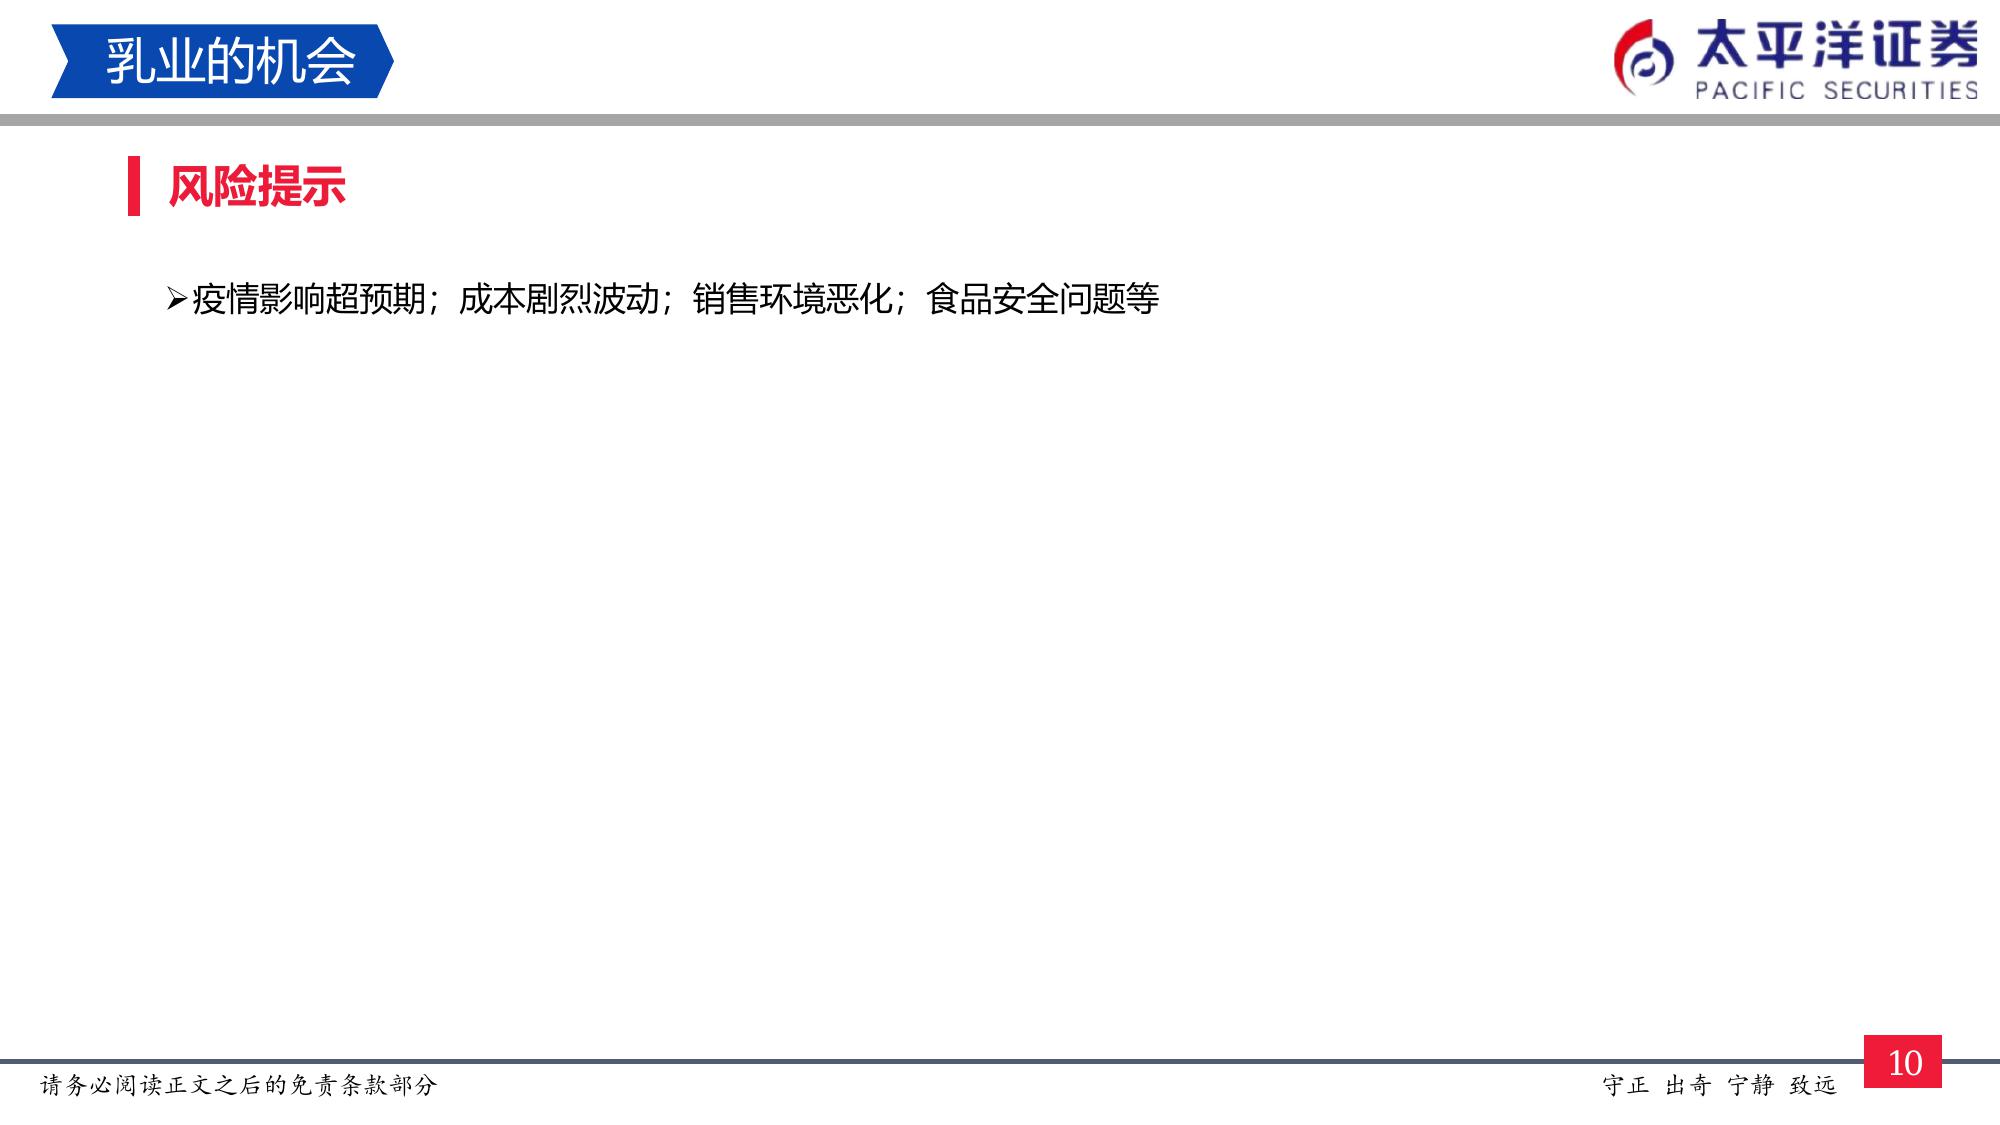 乳业的机会
太平洋证券
PACIFIC SECURITIES
风险提示
➢疫情影响超预期；成本剧烈波动；销售环境恶化；食品安全问题等
请务必阅读正文之后的免责条款部分
守正 出奇 宁静 致远
10